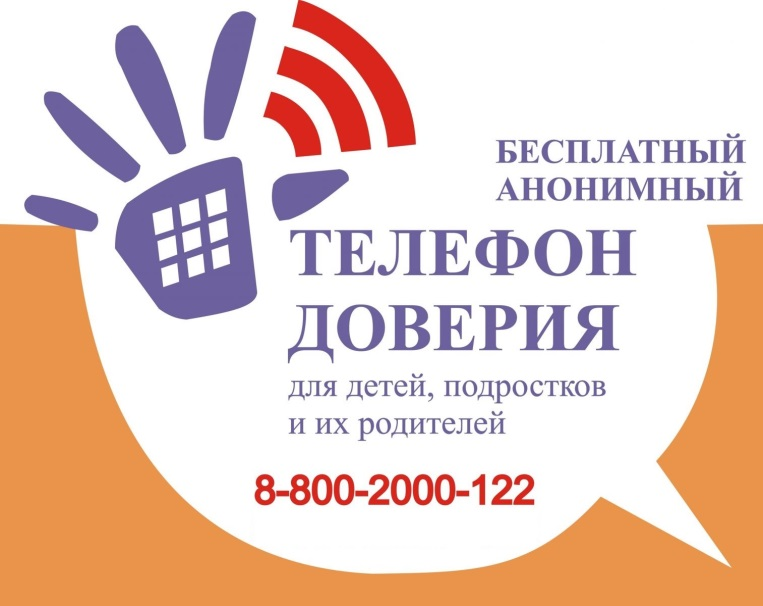 БЕСПЛАТНЫЙ
АНОНИМНЫЙ
ТЕЛЕФОН
ДОВЕРИЯ
для детей, подростков
и их родителей
8-800-2000-122